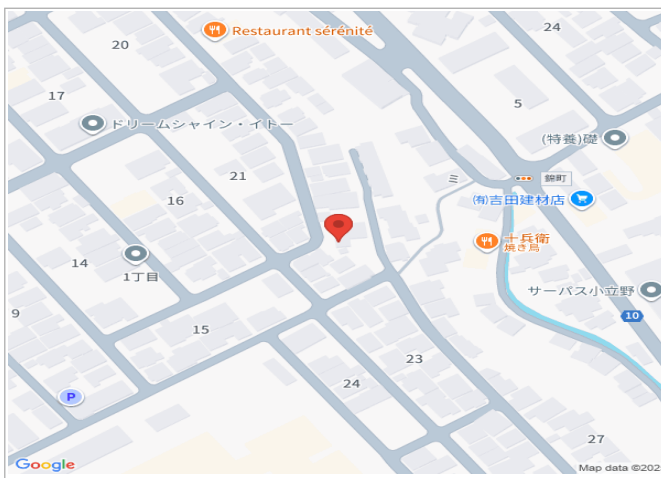 20
Restaurant sérénité
24
17
5
ドリームシャイン・イトー
(特養)礎
錦町
21
ミ
16
(有)吉田建材店
十兵衛
焼き鳥
14
1丁目
サーパス小立野
9
10
15
23
24
P
27
Google
Map data ©202